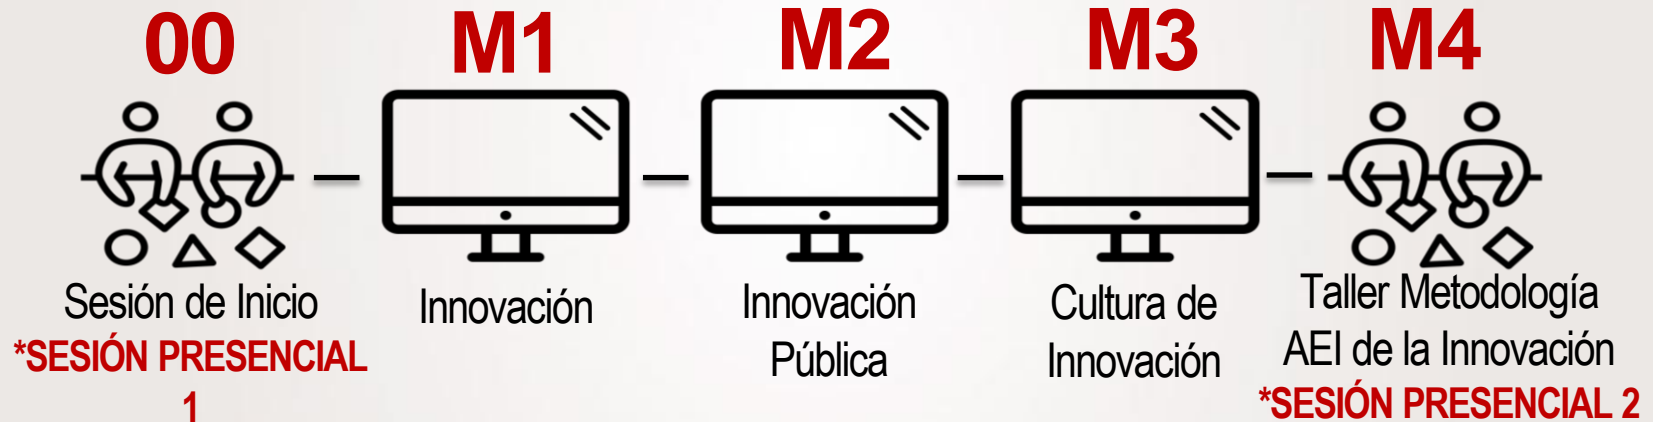 00
Sesión de Inicio
*SESIÓN PRESENCIAL
1
M1
Innovación
M2
Innovación
Pública
M3
Cultura de
Innovación
M4
Taller Metodología
AEI de la Innovación
*SESIÓN PRESENCIAL 2